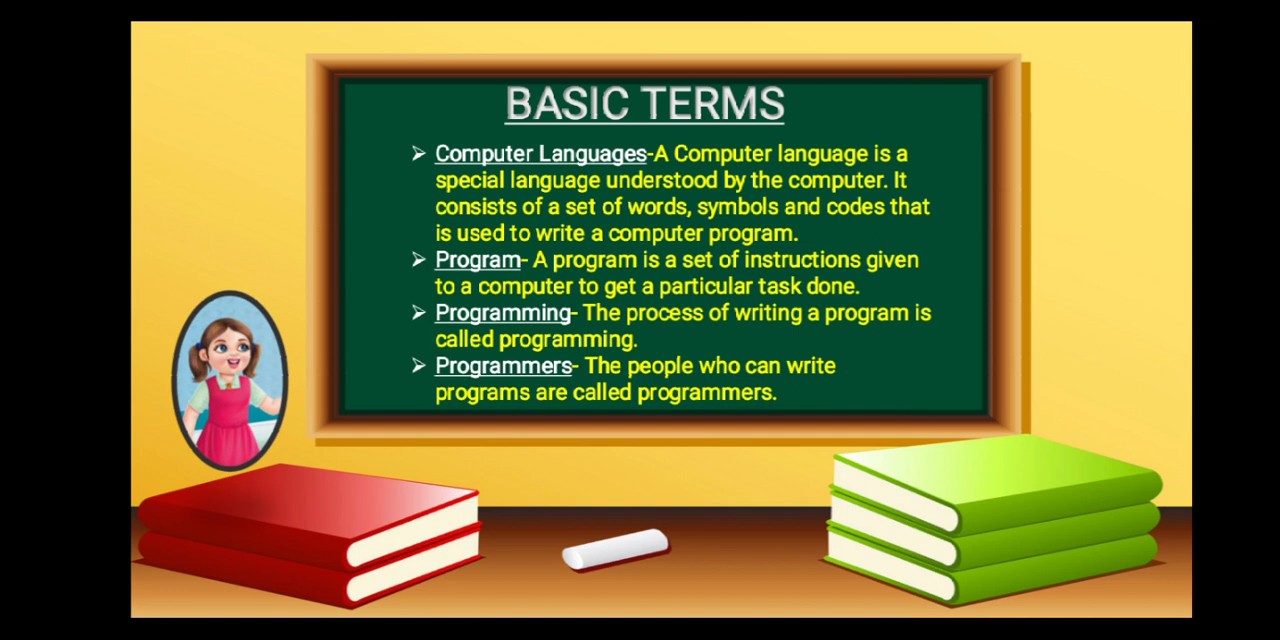 BASIC TERMS
➢ Computer Languages-A Computer language is a
special language understood by the computer. It
consists of a set of words, symbols and codes that
is used to write a computer program.
➢ Program- A program is a set of instructions given
to a computer to get a particular task done.
➢ Programming- The process of writing a program is
called programming.
➢ Programmers- The people who can write
programs are called programmers.